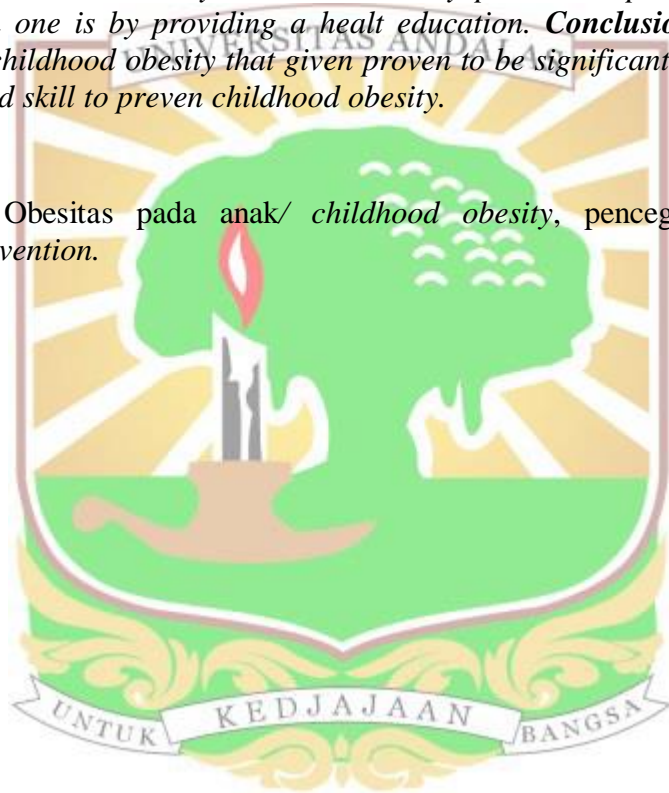 one is by providing a healt education. Conclusio
childhood obesity that given proven to be significant
d skill to preven childhood obesity.
Obesitas pada anak/ childhood obesity, penceg
vention.
UNIVERSITAS ANDALAS
UNTUK KEDJAJAAN BANGSA